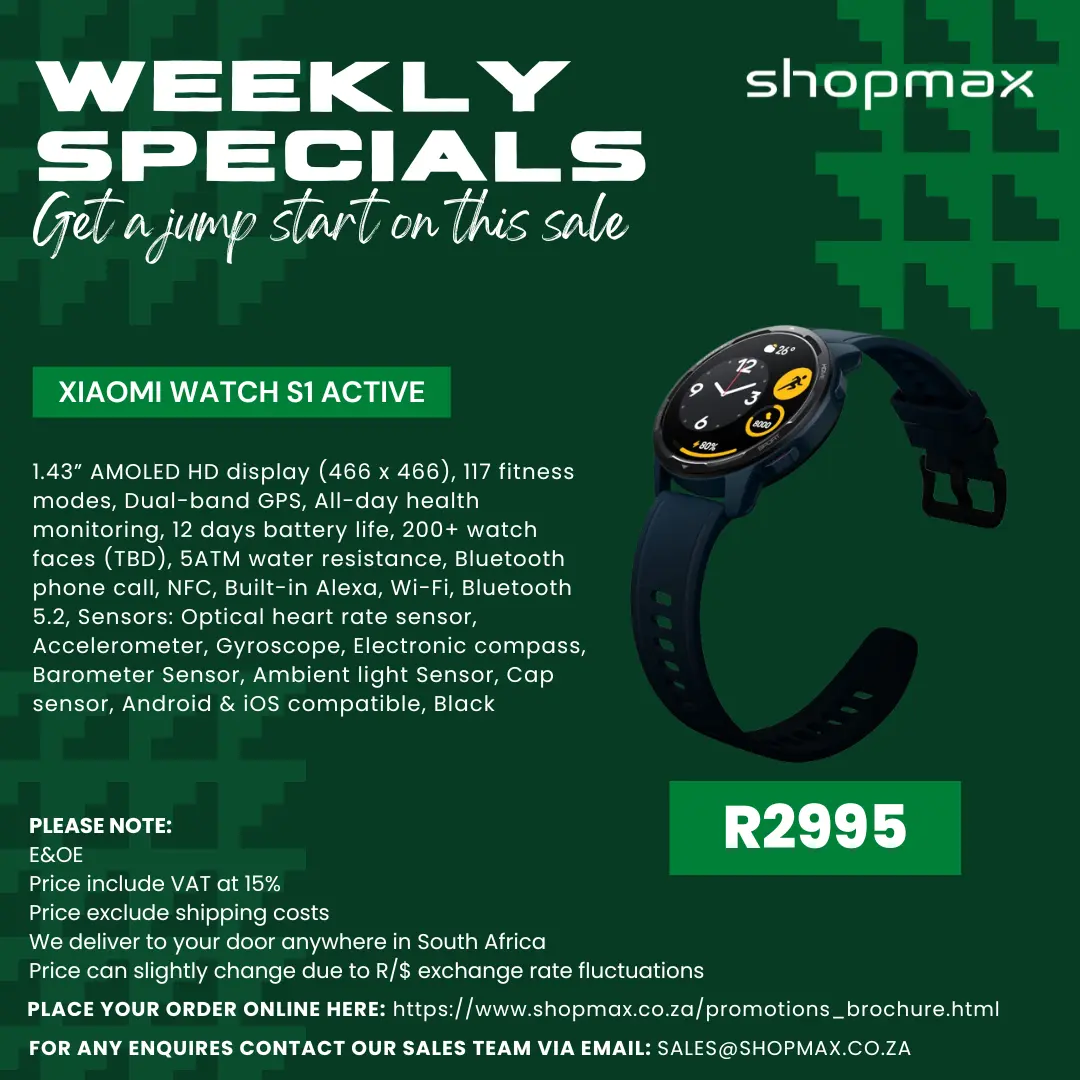 WEEKLY
SPECIALS
Get a jump start on this sale
shopmax
XIAOMI WATCH S1 ACTIVE
1.43” AMOLED HD display (466 x 466), 117 fitness
modes, Dual-band GPS, All-day health
monitoring, 12 days battery life, 200+ watch
faces (TBD), 5ATM water resistance, Bluetooth
phone call, NFC, Built-in Alexa, Wi-Fi, Bluetooth
5.2, Sensors: Optical heart rate sensor,
Accelerometer, Gyroscope, Electronic compass,
Barometer Sensor, Ambient light Sensor, Cap
sensor, Android & iOS compatible, Black
26°
12
9
3
6
8000
80%
R2995
PLEASE NOTE:
E&OE
Price include VAT at 15%
Price exclude shipping costs
We deliver to your door anywhere in South Africa
Price can slightly change due to R/$ exchange rate fluctuations
PLACE YOUR ORDER ONLINE HERE: https://www.shopmax.co.za/promotions_brochure.html
FOR ANY ENQUIRES CONTACT OUR SALES TEAM VIA EMAIL: SALES@SHOPMAX.CO.ZA